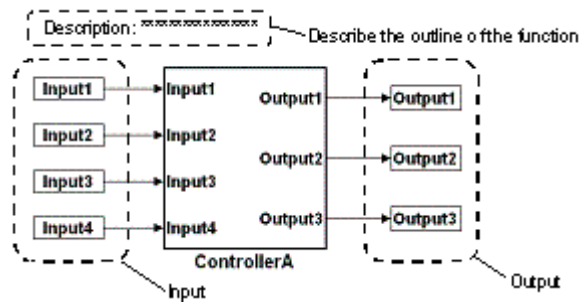 Description: ******************
Describe the outline of the function
Input1
Input2
Input3
Input4
Input1
Input2
Input3
Input4
Output1
Output2
Output3
ControllerA
Output1
Output2
Output3
Input
Output